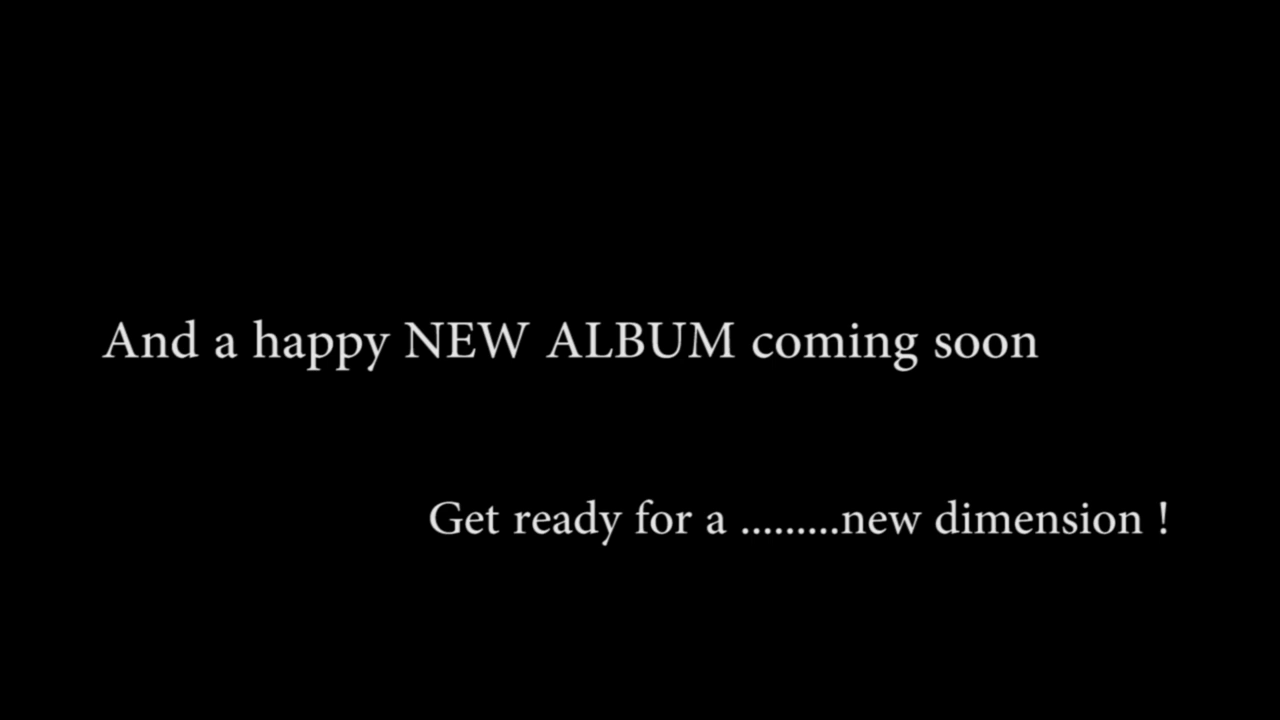 And a happy NEW ALBUM coming soon
Get ready for a .........new dimension !